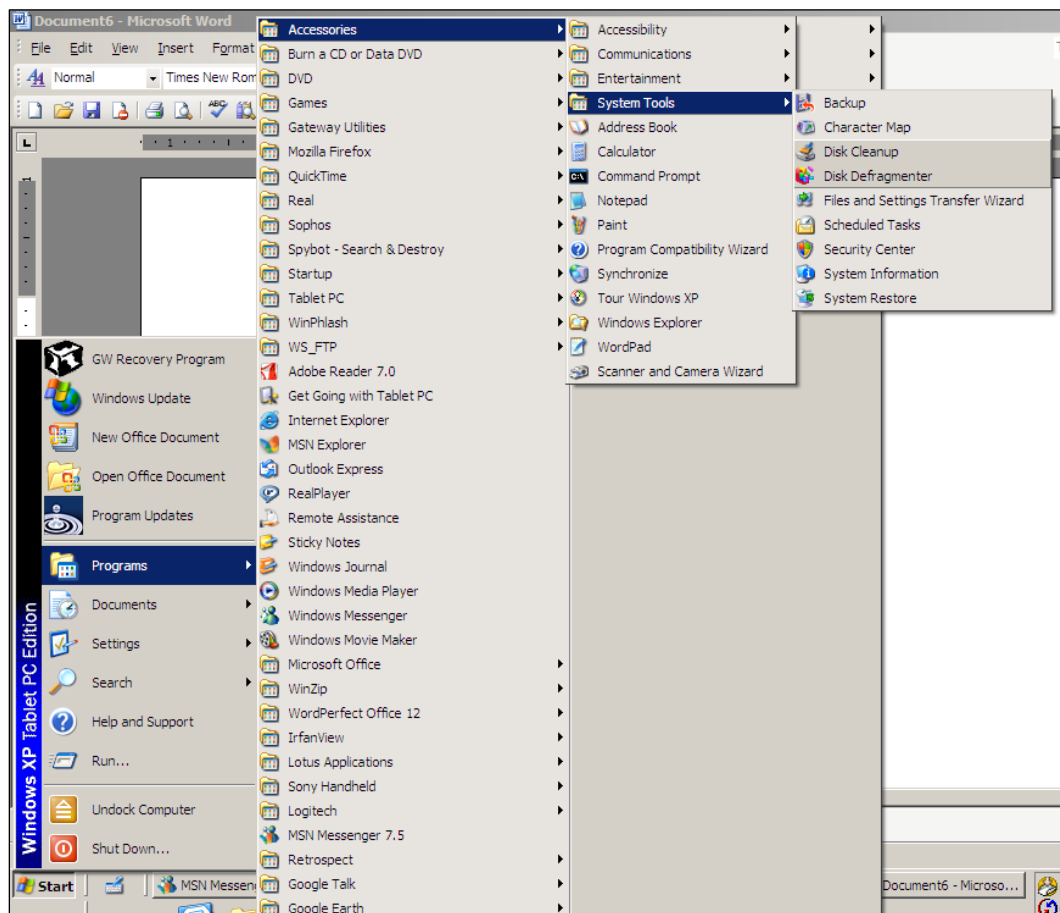 Document6 - Microsoft Word
File Edit View Insert Format
Normal Times New Rom
ABC
L
1
Accessories
Burn a CD or Data DVD
DVD
Games
Gateway Utilities
Mozilla Firefox
QuickTime
Real
Sophos
Spybot - Search & Destroy
Startup
Tablet PC
WinPhlash
WS_FTP
Adobe Reader 7.0
Get Going with Tablet PC
Internet Explorer
MSN Explorer
Outlook Express
RealPlayer
Remote Assistance
Sticky Notes
Windows Journal
Windows Media Player
Windows Messenger
Windows Movie Maker
Microsoft Office
WinZip
WordPerfect Office 12
IrfanView
Lotus Applications
Sony Handheld
Logitech
MSN Messenger 7.5
Retrospect
Google Talk
Google Earth
Accessibility
Communications
Entertainment
System Tools
Address Book
Calculator
Command Prompt
Notepad
Paint
Program Compatibility Wizard
Synchronize
Tour Windows XP
Windows Explorer
WordPad
Scanner and Camera Wizard
Backup
Character Map
Disk Cleanup
Disk Defragmenter
Files and Settings Transfer Wizard
Scheduled Tasks
Security Center
System Information
System Restore
GW Recovery Program
Windows Update
New Office Document
Open Office Document
Program Updates
Programs
Documents
Settings
Search
Help and Support
Run...
Undock Computer
Shut Down...
Windows XP Tablet PC Edition
Start
MSN Messen
Document6 - Microso...